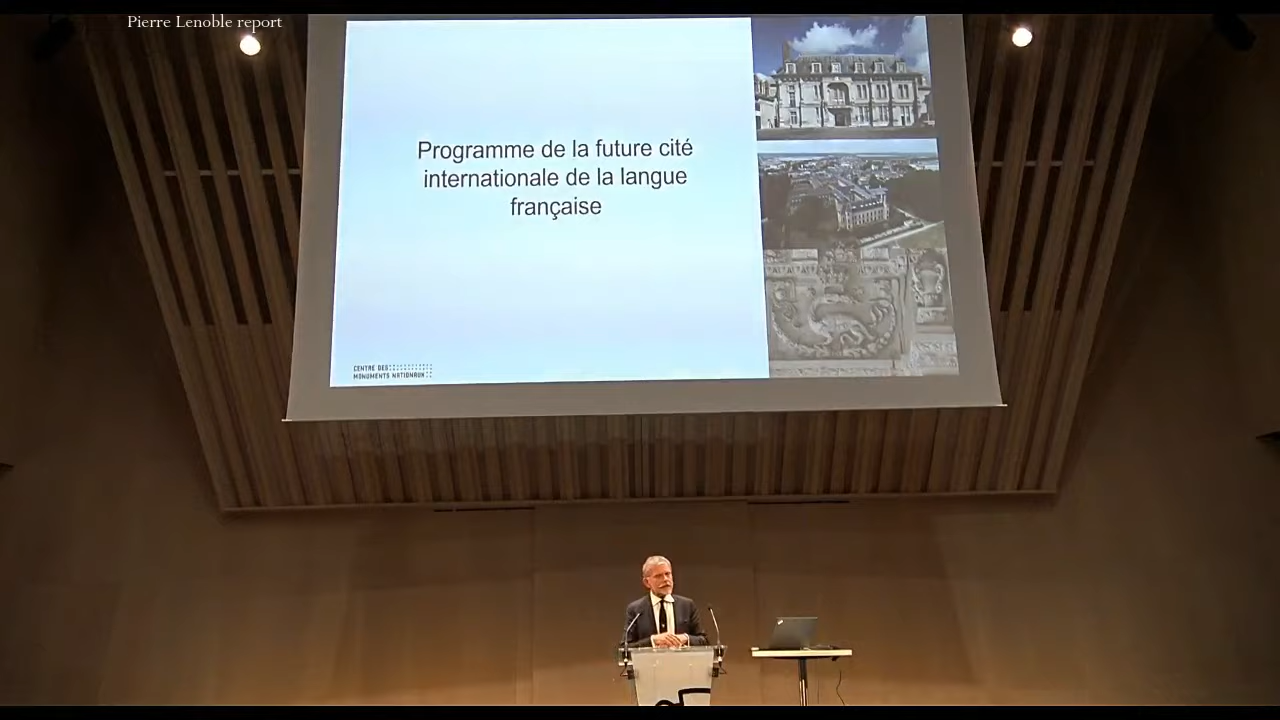 Pierre Lenoble report
Programme de la future cité
internationale de la langue
française
CENTRE DES
MONUMENTS NATIONAUX